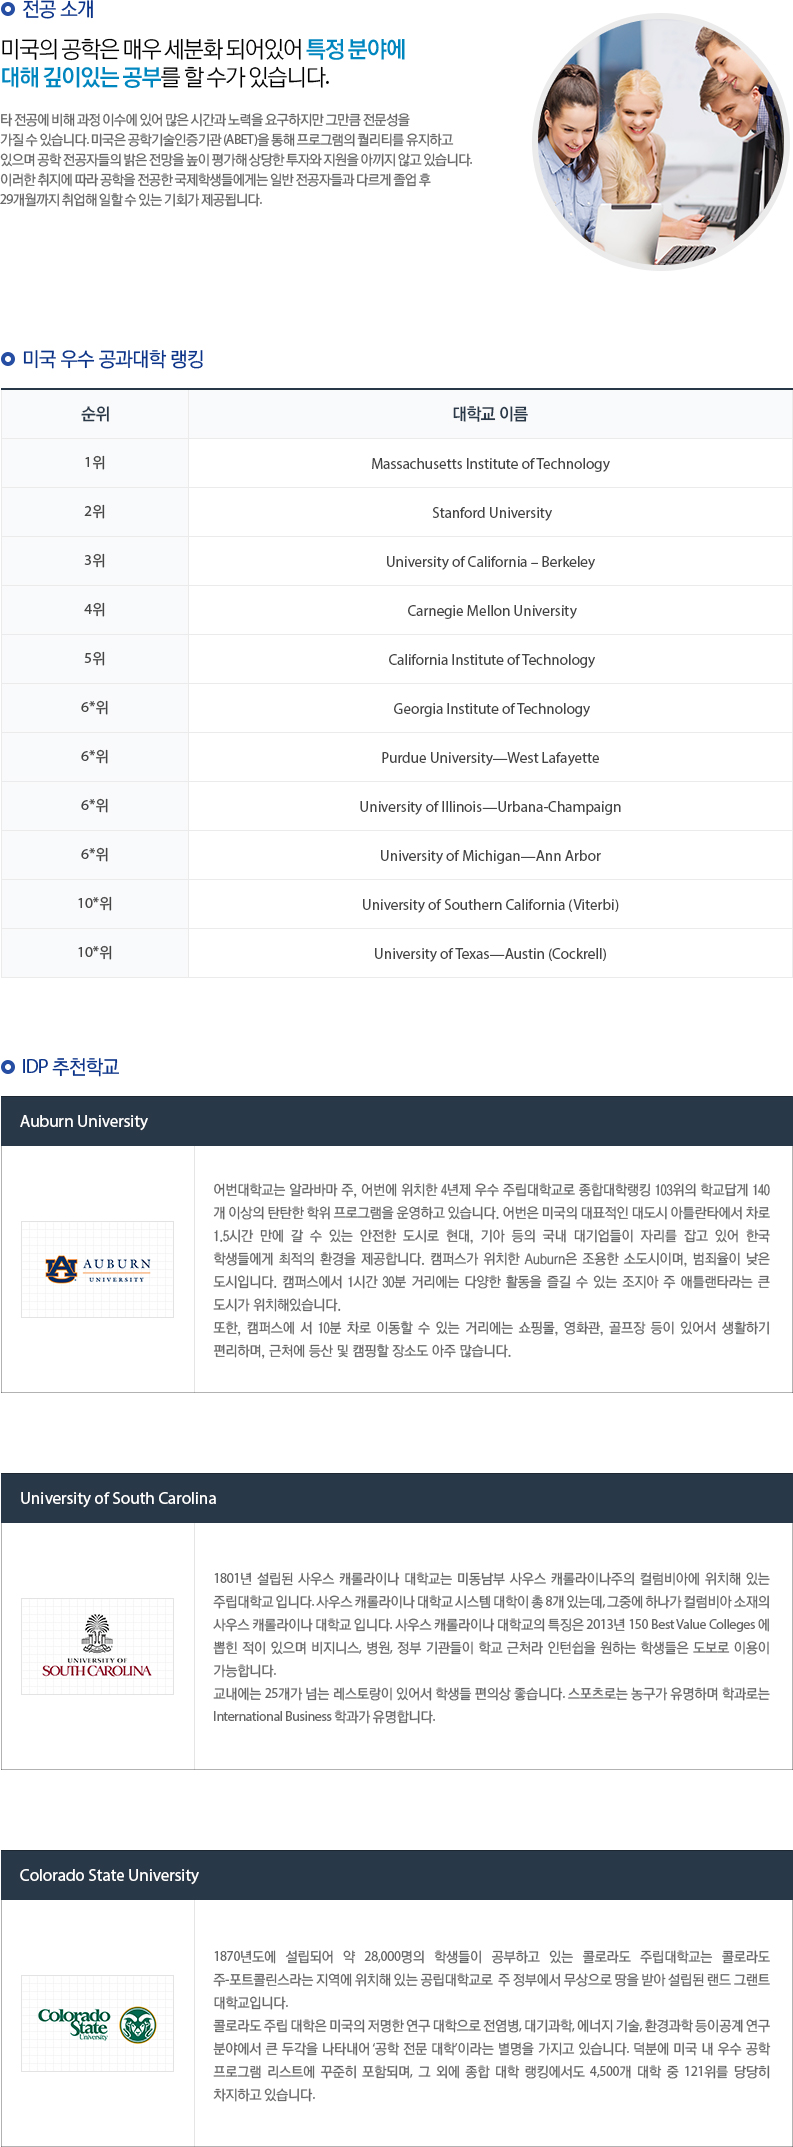 전공 소개
미국의 공학은 매우 세분화 되어있어 특정 분야에
대해 깊이있는 공부를 할 수가 있습니다.
타 전공에 비해 과정 이수에 있어 많은 시간과 노력을 요구하지만 그만큼 전문성을
가질 수 있습니다. 미국은 공학기술인증기관 (ABET)을 통해 프로그램의 퀄리티를 유지하고
있으며 공학 전공자들의 밝은 전망을 높이 평가해 상당한 투자와 지원을 아끼지 않고 있습니다.
이러한 취지에 따라 공학을 전공한 국제학생들에게는 일반 전공자들과 다르게 졸업 후
29개월까지 취업해 일할 수 있는 기회가 제공됩니다.
미국 우수 공과대학 랭킹
순위 대학교 이름
1위 Massachusetts Institute of Technology
2위 Stanford University
3위 University of California – Berkeley
4위 Carnegie Mellon University
5위 California Institute of Technology
6*위 Georgia Institute of Technology
6*위 Purdue University—West Lafayette
6*위 University of Illinois—Urbana-Champaign
6*위 University of Michigan—Ann Arbor
10*위 University of Southern California (Viterbi)
10*위 University of Texas—Austin (Cockrell)
IDP 추천학교
Auburn University
AUBURN
UNIVERSITY
어번대학교는 알라바마 주, 어번에 위치한 4년제 우수 주립대학교로 종합대학랭킹 103위의 학교답게 140
개 이상의 탄탄한 학위 프로그램을 운영하고 있습니다. 어번은 미국의 대표적인 대도시 아틀란타에서 차로
1.5시간 만에 갈 수 있는 안전한 도시로 현대, 기아 등의 국내 대기업들이 자리를 잡고 있어 한국
학생들에게 최적의 환경을 제공합니다. 캠퍼스가 위치한 Auburn은 조용한 소도시이며, 범죄율이 낮은
도시입니다. 캠퍼스에서 1시간 30분 거리에는 다양한 활동을 즐길 수 있는 조지아 주 애틀랜타라는 큰
도시가 위치해있습니다.
또한, 캠퍼스에 서 10분 차로 이동할 수 있는 거리에는 쇼핑몰, 영화관, 골프장 등이 있어서 생활하기
편리하며, 근처에 등산 및 캠핑할 장소도 아주 많습니다.
University of South Carolina
UNIVERSITY OF
SOUTH CAROLINA
1801년 설립된 사우스 캐롤라이나 대학교는 미동남부 사우스 캐롤라이나주의 컬럼비아에 위치해 있는
주립대학교 입니다. 사우스 캐롤라이나 대학교 시스템 대학이 총 8개 있는데, 그중에 하나가 컬럼비아 소재의
사우스 캐롤라이나 대학교 입니다. 사우스 캐롤라이나 대학교의 특징은 2013년 150 Best Value Colleges 에
뽑힌 적이 있으며 비지니스, 병원, 정부 기관들이 학교 근처라 인턴쉽을 원하는 학생들은 도보로 이용이
가능합니다.
교내에는 25개가 넘는 레스토랑이 있어서 학생들 편의상 좋습니다. 스포츠로는 농구가 유명하며 학과로는
International Business 학과가 유명합니다.
Colorado State University
Colorado
State
University
1870년도에 설립되어 약 28,000명의 학생들이 공부하고 있는 콜로라도 주립대학교는 콜로라도
주-포트콜린스라는 지역에 위치해 있는 공립대학교로 주 정부에서 무상으로 땅을 받아 설립된 랜드 그랜트
대학교입니다.
콜로라도 주립 대학은 미국의 저명한 연구 대학으로 전염병, 대기과학, 에너지 기술, 환경과학 등이공계 연구
분야에서 큰 두각을 나타내어 ‘공학 전문 대학’이라는 별명을 가지고 있습니다. 덕분에 미국 내 우수 공학
프로그램 리스트에 꾸준히 포함되며, 그 외에 종합 대학 랭킹에서도 4,500개 대학 중 121위를 당당히
차지하고 있습니다.